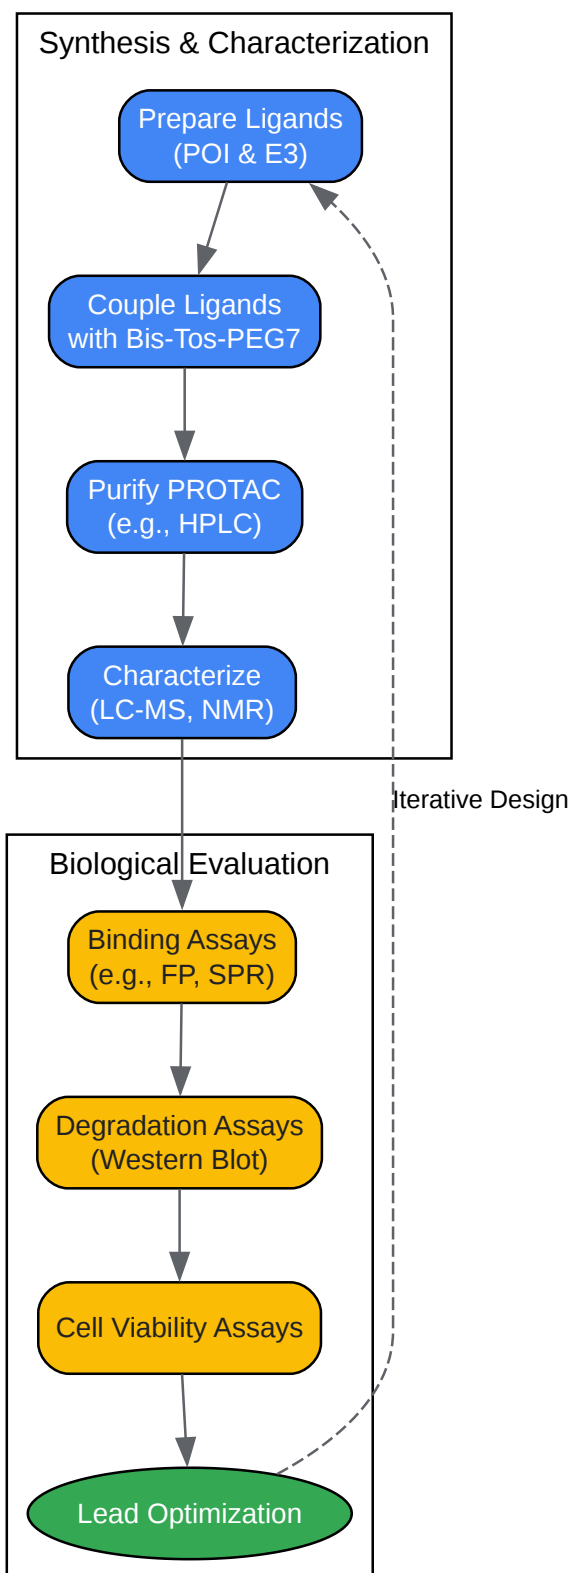 Synthesis & Characterization
Prepare Ligands
(POI & E3)
Couple Ligands
with Bis-Tos-PEG7
Purify PROTAC
(e.g., HPLC)
Characterize
(LC-MS, NMR)
Iterative Design
Biological Evaluation
Binding Assays
(e.g., FP, SPR)
Degradation Assays
(Western Blot)
Cell Viability Assays
Lead Optimization